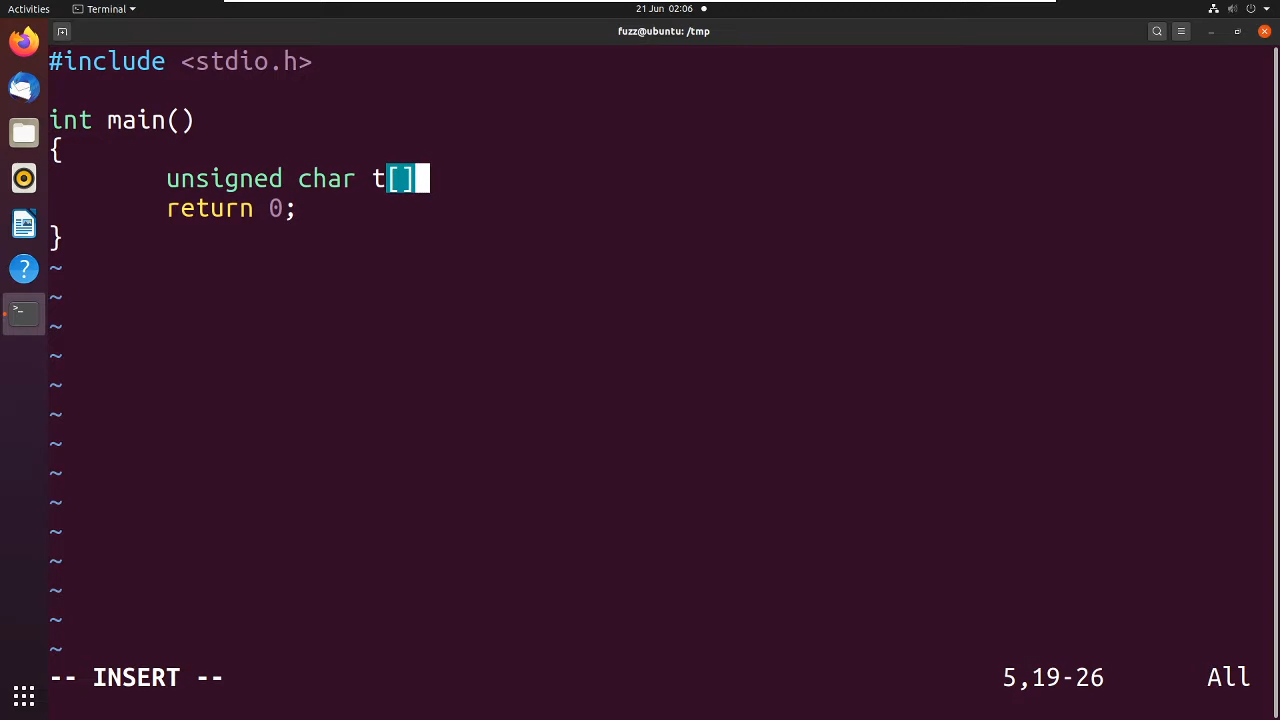 Activities Terminal 21 Jun 02:06
fuzz@ubuntu: /tmp
#include <stdio.h>
int main()
{
unsigned char t[]
return 0;
}
~
~
~
~
~
~
~
~
~
~
~
~
~
~
-- INSERT -- 5,19-26 All